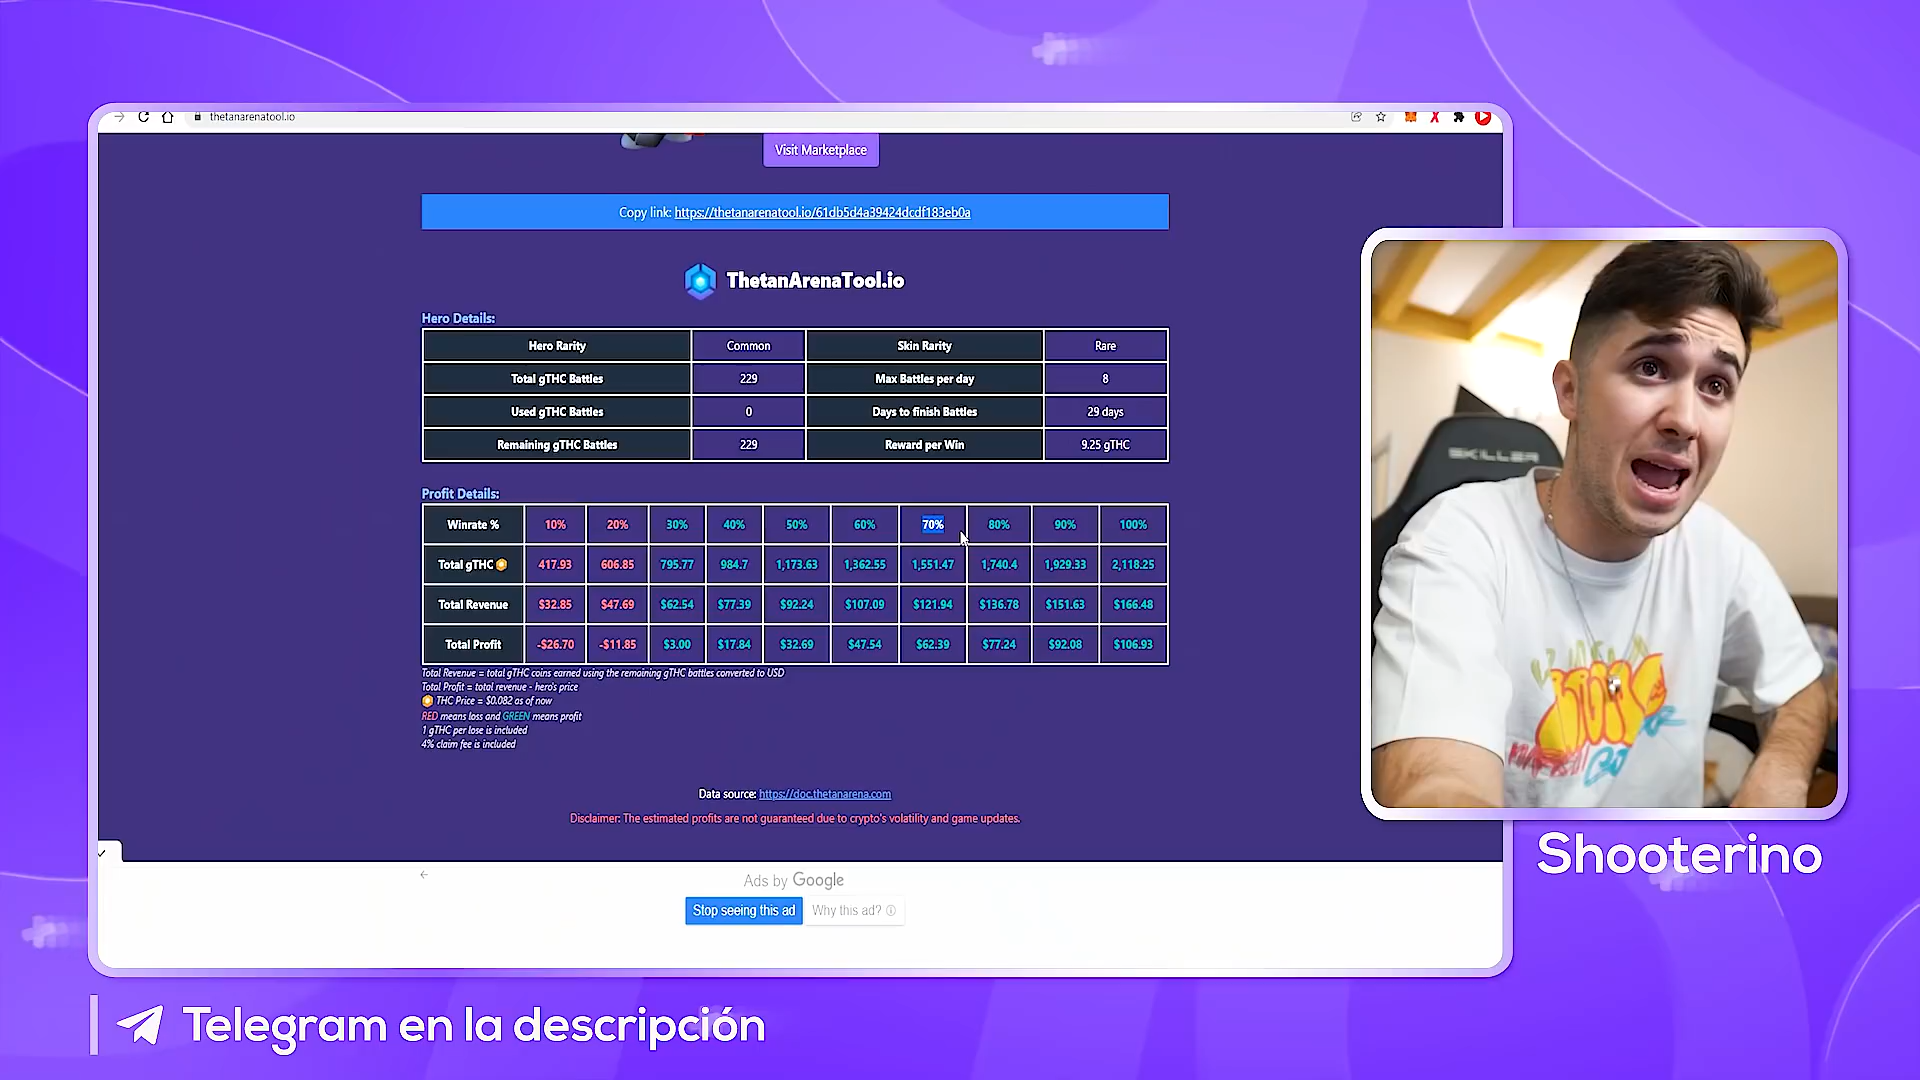 thetanarenatool.io
Visit Marketplace
Copy link: https://thetanarenatool.io/61db5d4a39424dcdf183eb0a
ThetanArenaTool.io
Hero Details:
Hero Rarity Common Skin Rarity Rare
Total gTHC Battles 229 Max Battles per day 8
Used gTHC Battles 0 Days to finish Battles 29 days
Remaining gTHC Battles 229 Reward per Win 9.25 gTHC
Profit Details:
Winrate % 10% 20% 30% 40% 50% 60% 70% 80% 90% 100%
Total gTHC 417.93 606.85 795.77 984.7 1,173.63 1,362.55 1,551.47 1,740.4 1,929.33 2,118.25
Total Revenue $32.85 $47.69 $62.54 $77.39 $92.24 $107.09 $121.94 $136.78 $151.63 $166.48
Total Profit -$26.70 -$11.85 $3.00 $17.84 $32.69 $47.54 $62.39 $77.24 $92.08 $106.93
Total Revenue = total gTHC coins earned using the remaining gTHC battles converted to USD
Total Profit = total revenue - hero's price
THC Price = $0.082 as of now
RED means loss and GREEN means profit
1 gTHC per lose is included
4% claim fee is included
Data source: https://doc.thetanarena.com
Disclaimer: The estimated profits are not guaranteed due to crypto's volatility and game updates.
Ads by Google
Stop seeing this ad
Why this ad?
SKILLER
Shooterino
Telegram en la descripción